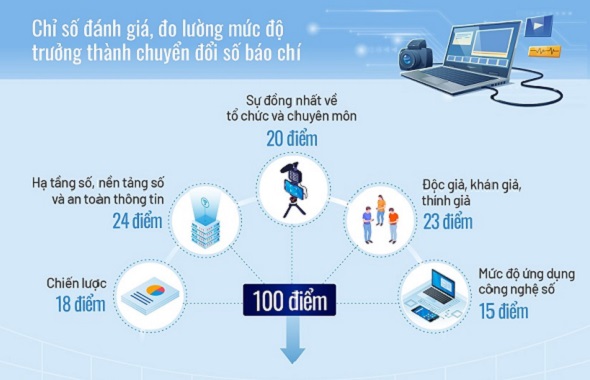 Chỉ số đánh giá, đo lường mức độ
trưởng thành chuyển đổi số báo chí
Sự đồng nhất về
tổ chức và chuyên môn
20 điểm
Hạ tầng số, nền tảng số
và an toàn thông tin
24 điểm
Độc giả, khán giả,
thính giả
23 điểm
Chiến lược
18 điểm
100 điểm
Mức độ ứng dụng
công nghệ số
15 điểm